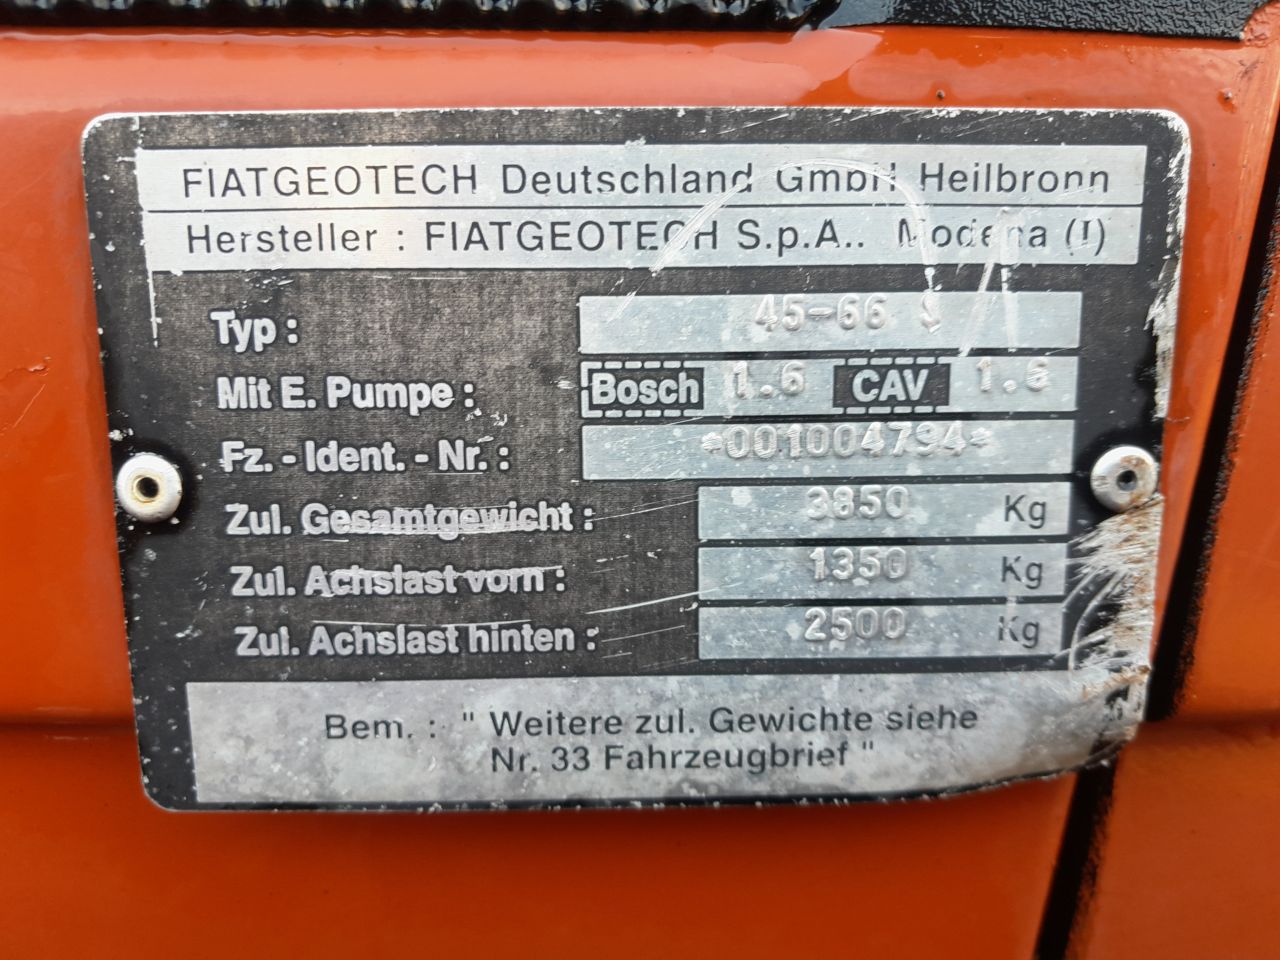 FIATGEOTECH Deutschland GmbH Heilbronn
Hersteller : FIATGEOTECH S.p.A.. Modena (I)
Typ : 45-66 S
Mit E. Pumpe : Bosch 1.6 CAV 1.6
Fz. - Ident. - Nr. : *001004794*
Zul. Gesamtgewicht : 3850 Kg
Zul. Achslast vorn : 1350 Kg
Zul. Achslast hinten : 2500 Kg
Bem. : " Weitere zul. Gewichte siehe
Nr. 33 Fahrzeugbrief "